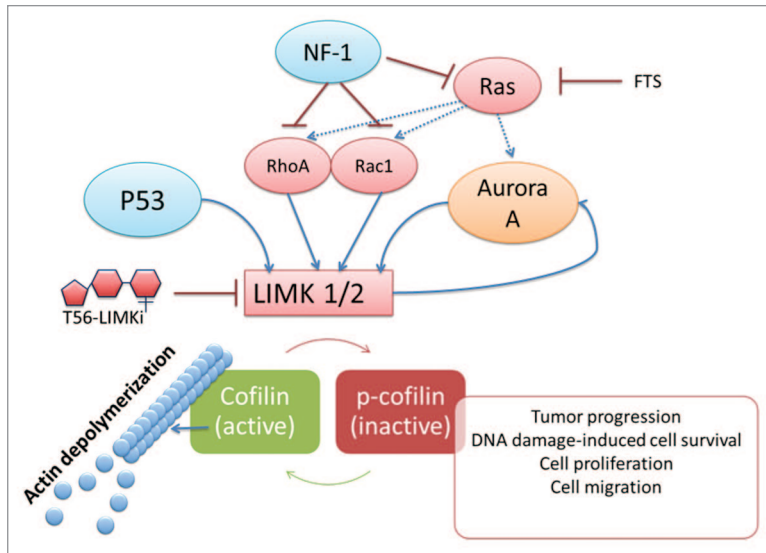 NF-1
Ras
FTS
RhoA
Rac1
P53
Aurora
A
LIMK 1/2
T56-LIMKi
Actin depolymerization
Cofilin
(active)
p-cofilin
(inactive)
Tumor progression
DNA damage-induced cell survival
Cell proliferation
Cell migration